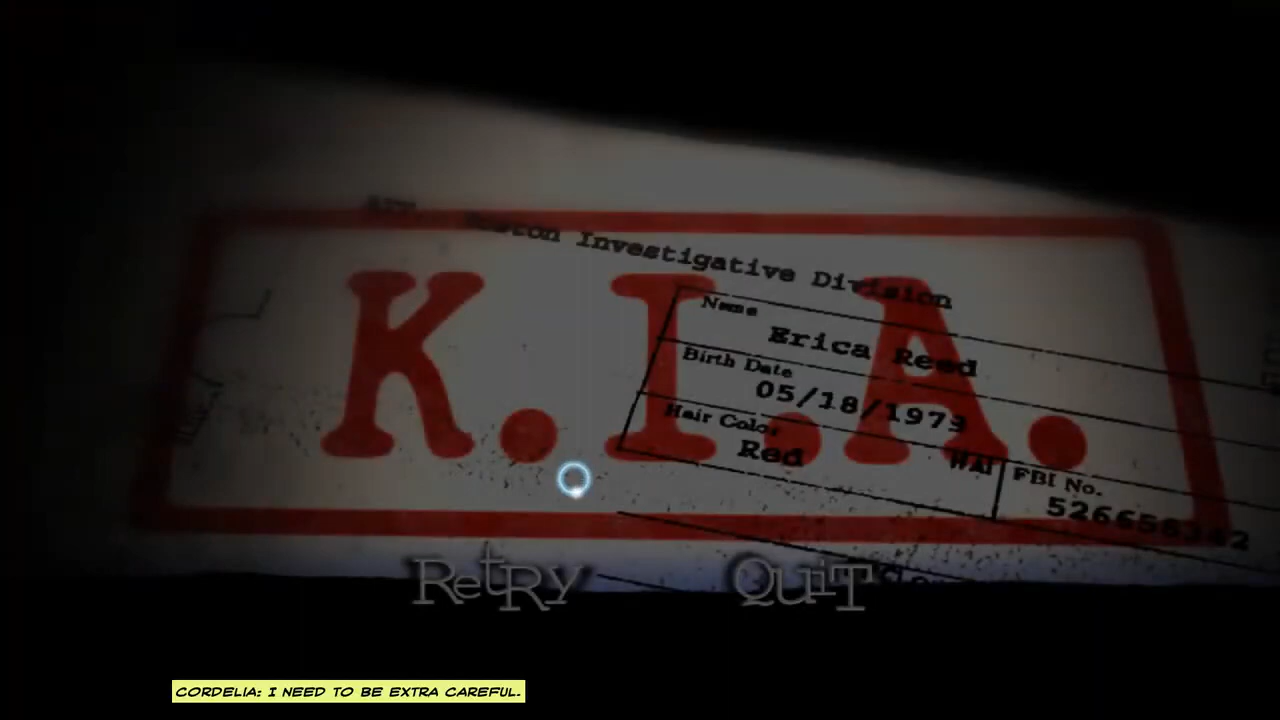 Boston Investigative Division
K.I.A.
Name
Erica Reed
Birth Date
05/18/1973
Hair Color
Red
FBI No.
Retry Quit
CORDELIA: I NEED TO BE EXTRA CAREFUL.